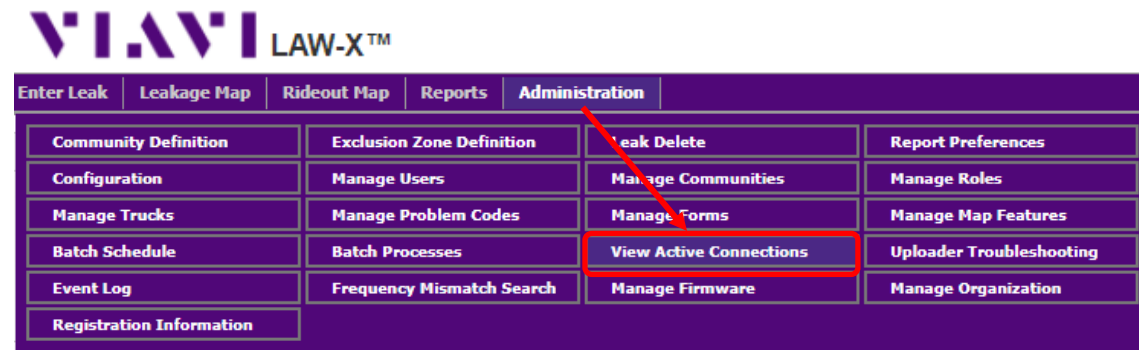 VIAVI LAW-X™
Enter Leak Leakage Map Rideout Map Reports Administration
Community Definition Exclusion Zone Definition Leak Delete Report Preferences
Configuration Manage Users Manage Communities Manage Roles
Manage Trucks Manage Problem Codes Manage Forms Manage Map Features
Batch Schedule Batch Processes View Active Connections Uploader Troubleshooting
Event Log Frequency Mismatch Search Manage Firmware Manage Organization
Registration Information